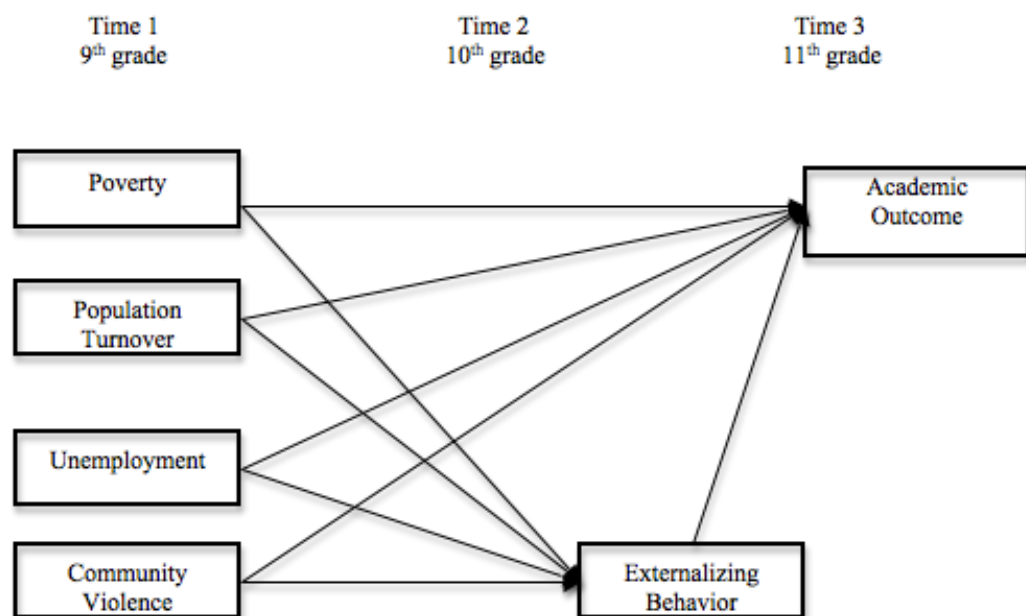 Time 1
9th grade
Time 2
10th grade
Time 3
11th grade
Poverty
Academic
Outcome
Population
Turnover
Unemployment
Community
Violence
Externalizing
Behavior